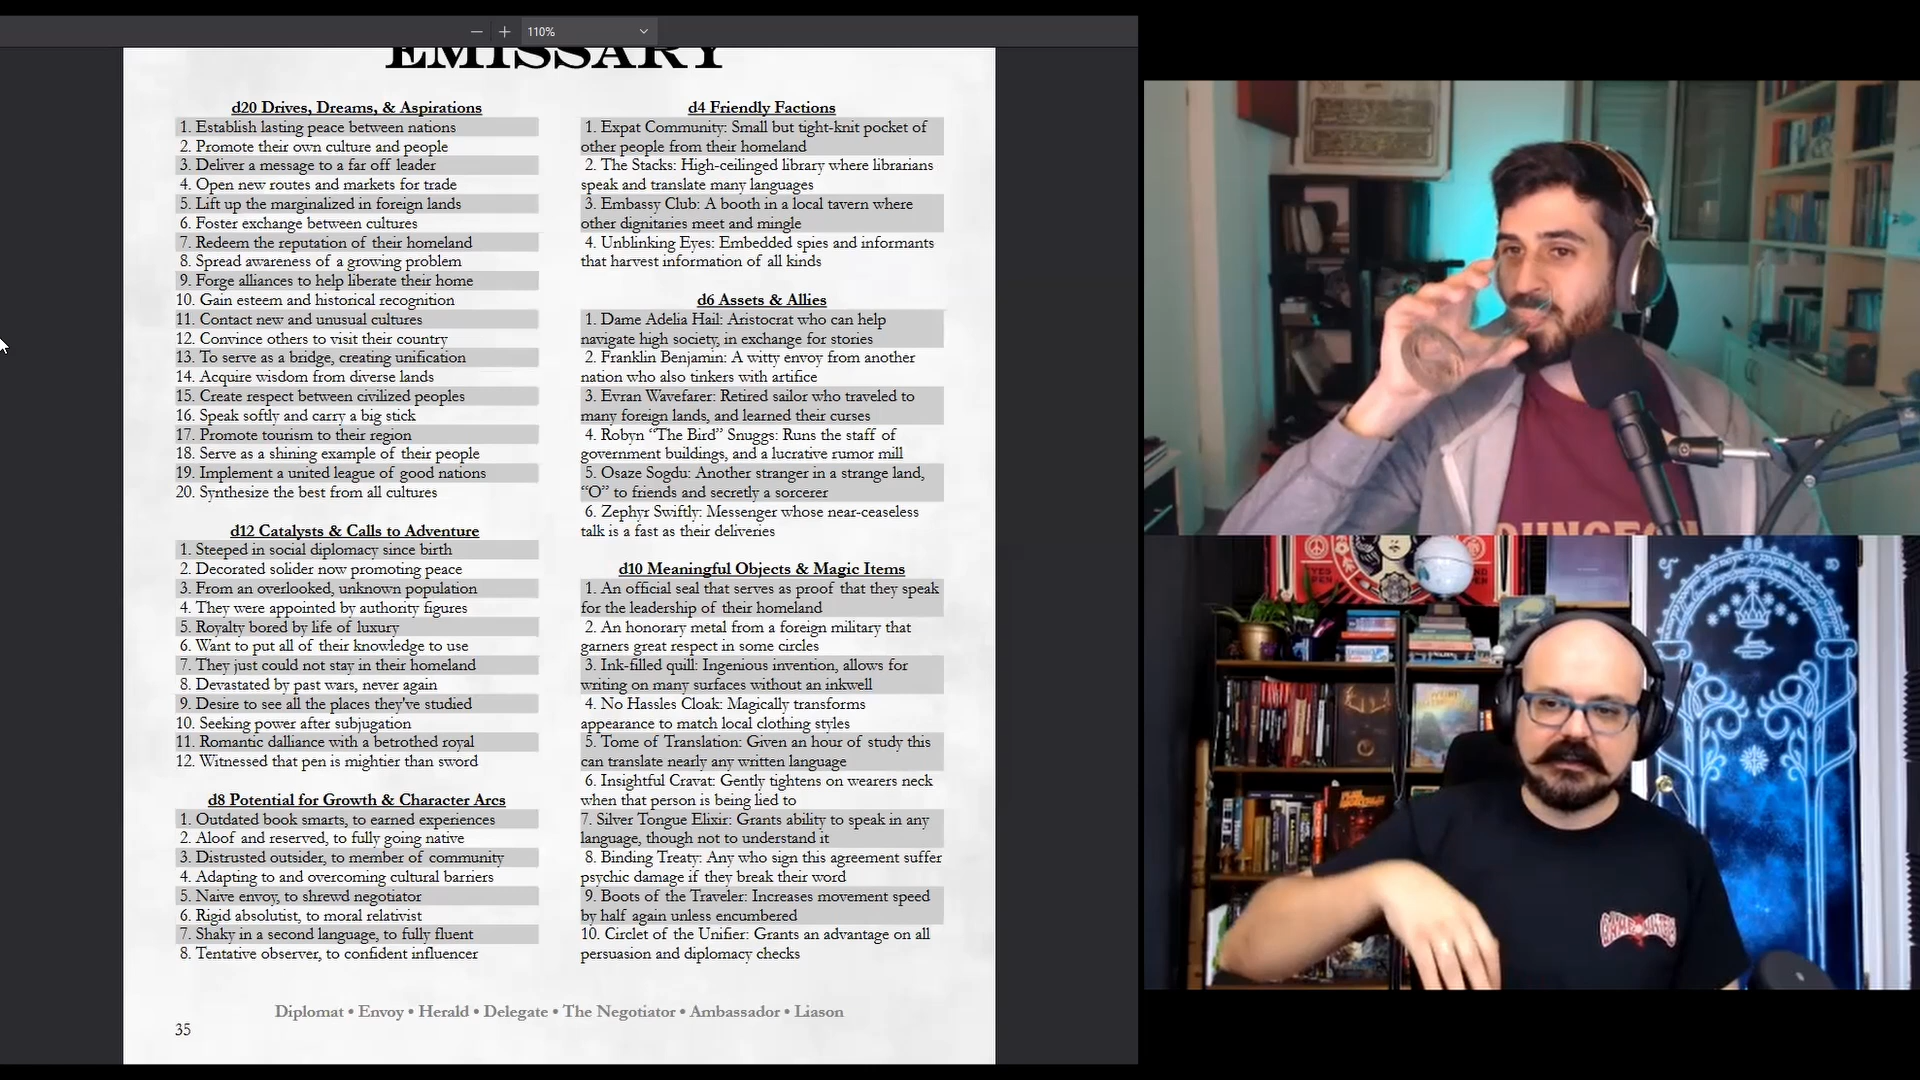 110%
EMISSARY
d20 Drives, Dreams, & Aspirations
1. Establish lasting peace between nations
2. Promote their own culture and people
3. Deliver a message to a far off leader
4. Open new routes and markets for trade
5. Lift up the marginalized in foreign lands
6. Foster exchange between cultures
7. Redeem the reputation of their homeland
8. Spread awareness of a growing problem
9. Forge alliances to help liberate their home
10. Gain esteem and historical recognition
11. Contact new and unusual cultures
12. Convince others to visit their country
13. To serve as a bridge, creating unification
14. Acquire wisdom from diverse lands
15. Create respect between civilized peoples
16. Speak softly and carry a big stick
17. Promote tourism to their region
18. Serve as a shining example of their people
19. Implement a united league of good nations
20. Synthesize the best from all cultures
d12 Catalysts & Calls to Adventure
1. Steeped in social diplomacy since birth
2. Decorated solider now promoting peace
3. From an overlooked, unknown population
4. They were appointed by authority figures
5. Royalty bored by life of luxury
6. Want to put all of their knowledge to use
7. They just could not stay in their homeland
8. Devastated by past wars, never again
9. Desire to see all the places they've studied
10. Seeking power after subjugation
11. Romantic dalliance with a betrothed royal
12. Witnessed that pen is mightier than sword
d8 Potential for Growth & Character Arcs
1. Outdated book smarts, to earned experiences
2. Aloof and reserved, to fully going native
3. Distrusted outsider, to member of community
4. Adapting to and overcoming cultural barriers
5. Naive envoy, to shrewd negotiator
6. Rigid absolutist, to moral relativist
7. Shaky in a second language, to fully fluent
8. Tentative observer, to confident influencer
d4 Friendly Factions
1. Expat Community: Small but tight-knit pocket of
other people from their homeland
2. The Stacks: High-ceilinged library where librarians
speak and translate many languages
3. Embassy Club: A booth in a local tavern where
other dignitaries meet and mingle
4. Unblinking Eyes: Embedded spies and informants
that harvest information of all kinds
d6 Assets & Allies
1. Dame Adelia Hail: Aristocrat who can help
navigate high society, in exchange for stories
2. Franklin Benjamin: A witty envoy from another
nation who also tinkers with artifice
3. Evran Wavefarer: Retired sailor who traveled to
many foreign lands, and learned their curses
4. Robyn “The Bird” Snuggs: Runs the staff of
government buildings, and a lucrative rumor mill
5. Osaze Sogdu: Another stranger in a strange land,
“O” to friends and secretly a sorcerer
6. Zephyr Swiftly: Messenger whose near-ceaseless
talk is a fast as their deliveries
d10 Meaningful Objects & Magic Items
1. An official seal that serves as proof that they speak
for the leadership of their homeland
2. An honorary metal from a foreign military that
garners great respect in some circles
3. Ink-filled quill: Ingenious invention, allows for
writing on many surfaces without an inkwell
4. No Hassles Cloak: Magically transforms
appearance to match local clothing styles
5. Tome of Translation: Given an hour of study this
can translate nearly any written language
6. Insightful Cravat: Gently tightens on wearers neck
when that person is being lied to
7. Silver Tongue Elixir: Grants ability to speak in any
language, though not to understand it
8. Binding Treaty: Any who sign this agreement suffer
psychic damage if they break their word
9. Boots of the Traveler: Increases movement speed
by half again unless encumbered
10. Circlet of the Unifier: Grants an advantage on all
persuasion and diplomacy checks
Diplomat • Envoy • Herald • Delegate • The Negotiator • Ambassador • Liason
35
DUNGEON